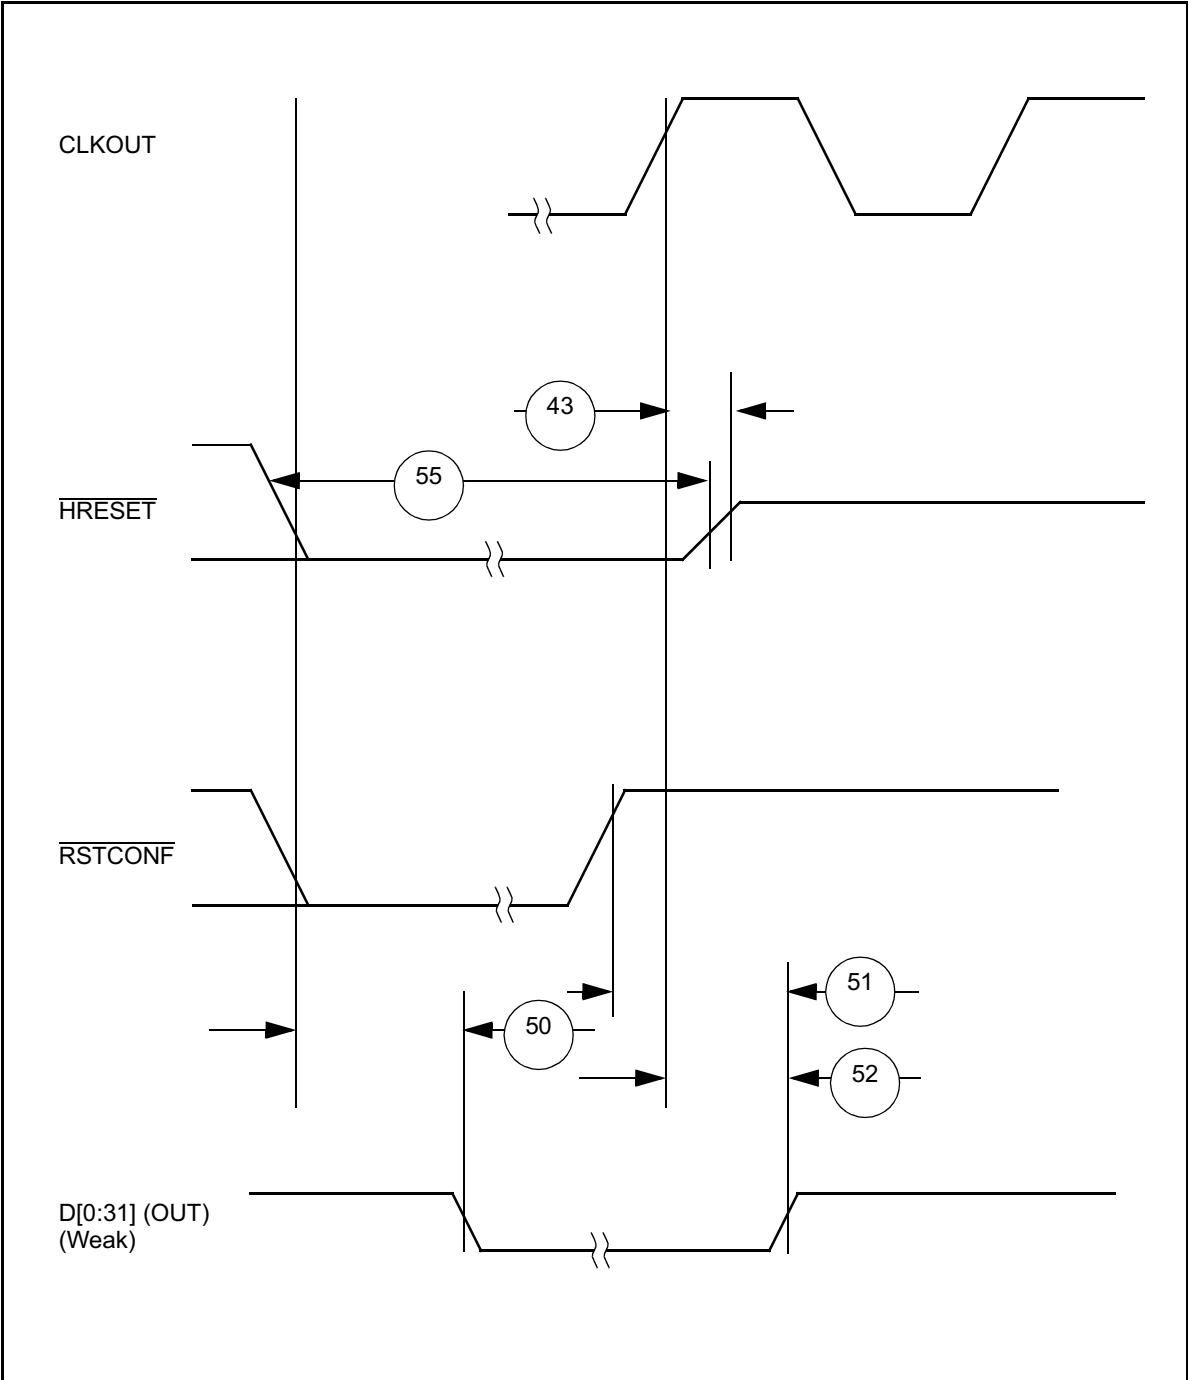 CLKOUT
43
55
HRESET
RSTCONF
51
50
52
D[0:31] (OUT)
(Weak)